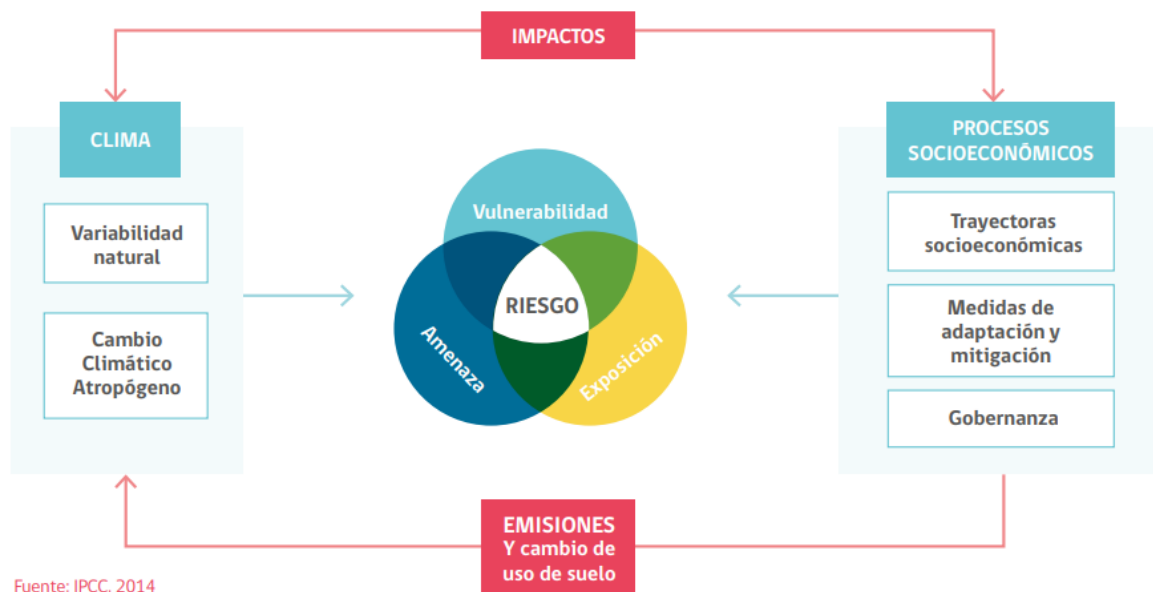 IMPACTOS
CLIMA
Variabilidad
natural
Cambio
Climático
Atropógeno
Vulnerabilidad
RIESGO
Amenaza
Exposición
PROCESOS
SOCIOECONÓMICOS
Trayectoras
socioeconómicas
Medidas de
adaptación y
mitigación
Gobernanza
EMISIONES
Y cambio de
uso de suelo
Fuente: IPCC, 2014